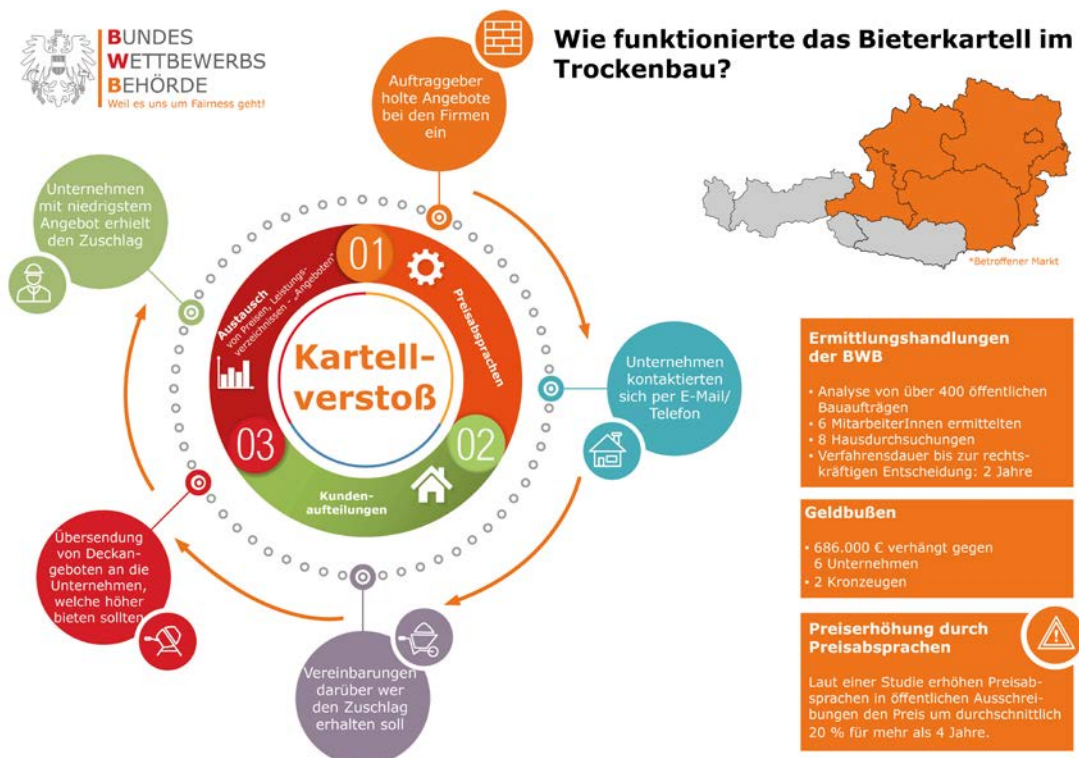 BUNDES
WETTBEWERBS
BEHÖRDE
Weil es uns um Fairness geht!
Wie funktionierte das Bieterkartell im
Trockenbau?
*Betroffener Markt
Auftraggeber
holte Angebote
bei den Firmen
ein
Unternehmen
kontaktierten
sich per E-Mail/
Telefon
Vereinbarungen
darüber wer
den Zuschlag
erhalten soll
Übersendung
von Deckan-
geboten an die
Unternehmen,
welche höher
bieten sollten
Unternehmen
mit niedrigstem
Angebot erhielt
den Zuschlag
Kartell-
verstoß
01
Preisabsprachen
02
Kunden-
aufteilungen
03
Austausch
von Preisen, Leistungs-
verzeichnissen - „Angeboten“
Ermittlungshandlungen
der BWB
• Analyse von über 400 öffentlichen
Bauaufträgen
• 6 MitarbeiterInnen ermittelten
• 8 Hausdurchsuchungen
• Verfahrensdauer bis zur rechts-
kräftigen Entscheidung: 2 Jahre
Geldbußen
• 686.000 € verhängt gegen
6 Unternehmen
• 2 Kronzeugen
Preiserhöhung durch
Preisabsprachen
Laut einer Studie erhöhen Preisab-
sprachen in öffentlichen Ausschrei-
bungen den Preis um durchschnittlich
20 % für mehr als 4 Jahre.